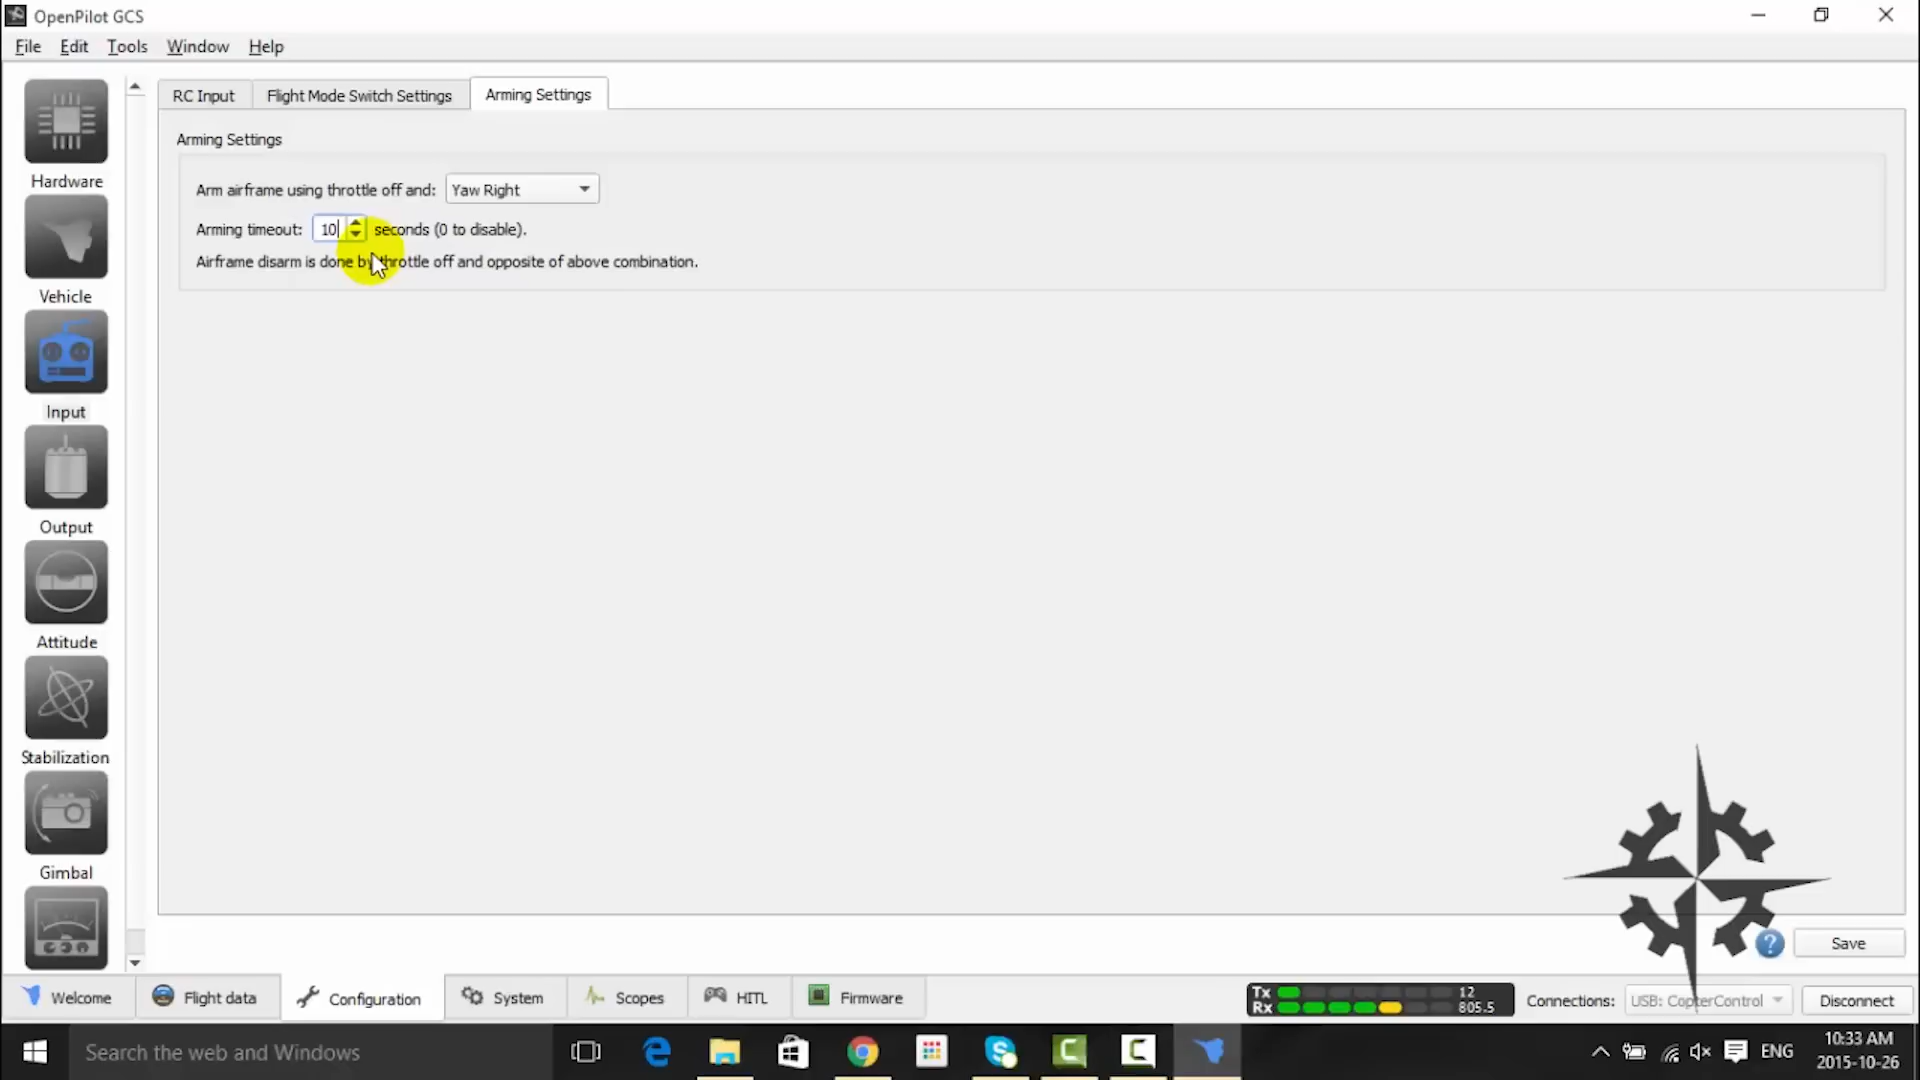 OpenPilot GCS
File Edit Tools Window Help
RC Input Flight Mode Switch Settings Arming Settings
Arming Settings
Arm airframe using throttle off and: Yaw Right
Arming timeout: 10 seconds (0 to disable).
Airframe disarm is done by throttle off and opposite of above combination.
Hardware
Vehicle
Input
Output
Attitude
Stabilization
Gimbal
? Save
Welcome Flight data Configuration System Scopes HITL Firmware
Tx 12
Rx 805.5
Connections: USB: CopterControl Disconnect
Search the web and Windows
ENG
10:33 AM
2015-10-26